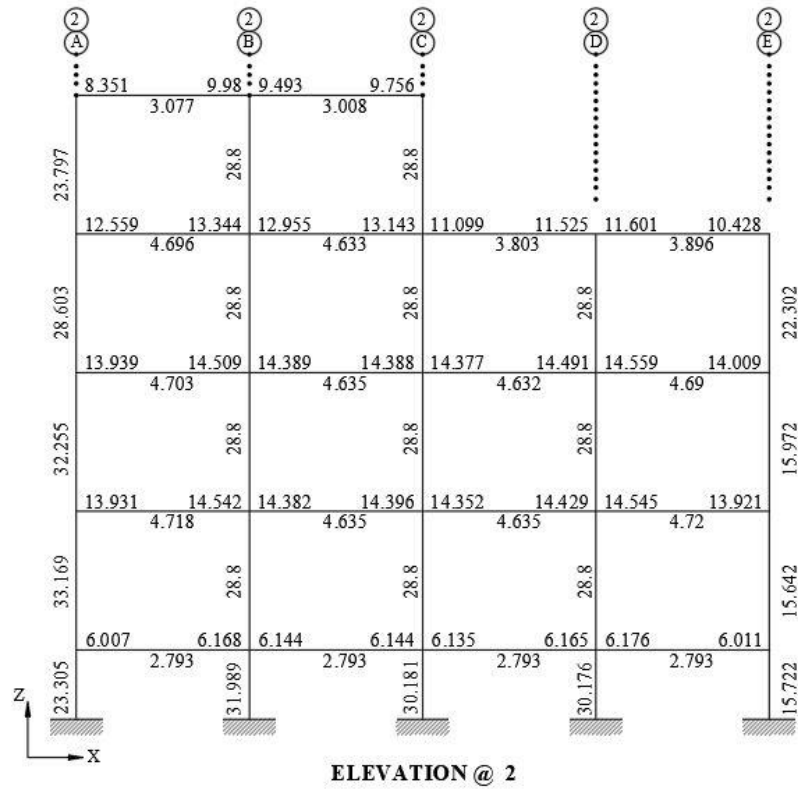 2 2 2 2 2
A B C D E
8.351 9.98 9.493 9.756
3.077 3.008
23.797 28.8 28.8
12.559 13.344 12.955 13.143 11.099 11.525 11.601 10.428
4.696 4.633 3.803 3.896
28.603 28.8 28.8 28.8 22.302
13.939 14.509 14.389 14.388 14.377 14.491 14.559 14.009
4.703 4.635 4.632 4.69
32.255 28.8 28.8 28.8 15.972
13.931 14.542 14.382 14.396 14.352 14.429 14.545 13.921
4.718 4.635 4.635 4.72
33.169 28.8 28.8 28.8 15.642
6.007 6.168 6.144 6.144 6.135 6.165 6.176 6.011
2.793 2.793 2.793 2.793
23.305 31.989 30.181 30.176 15.722
Z
X
ELEVATION @ 2